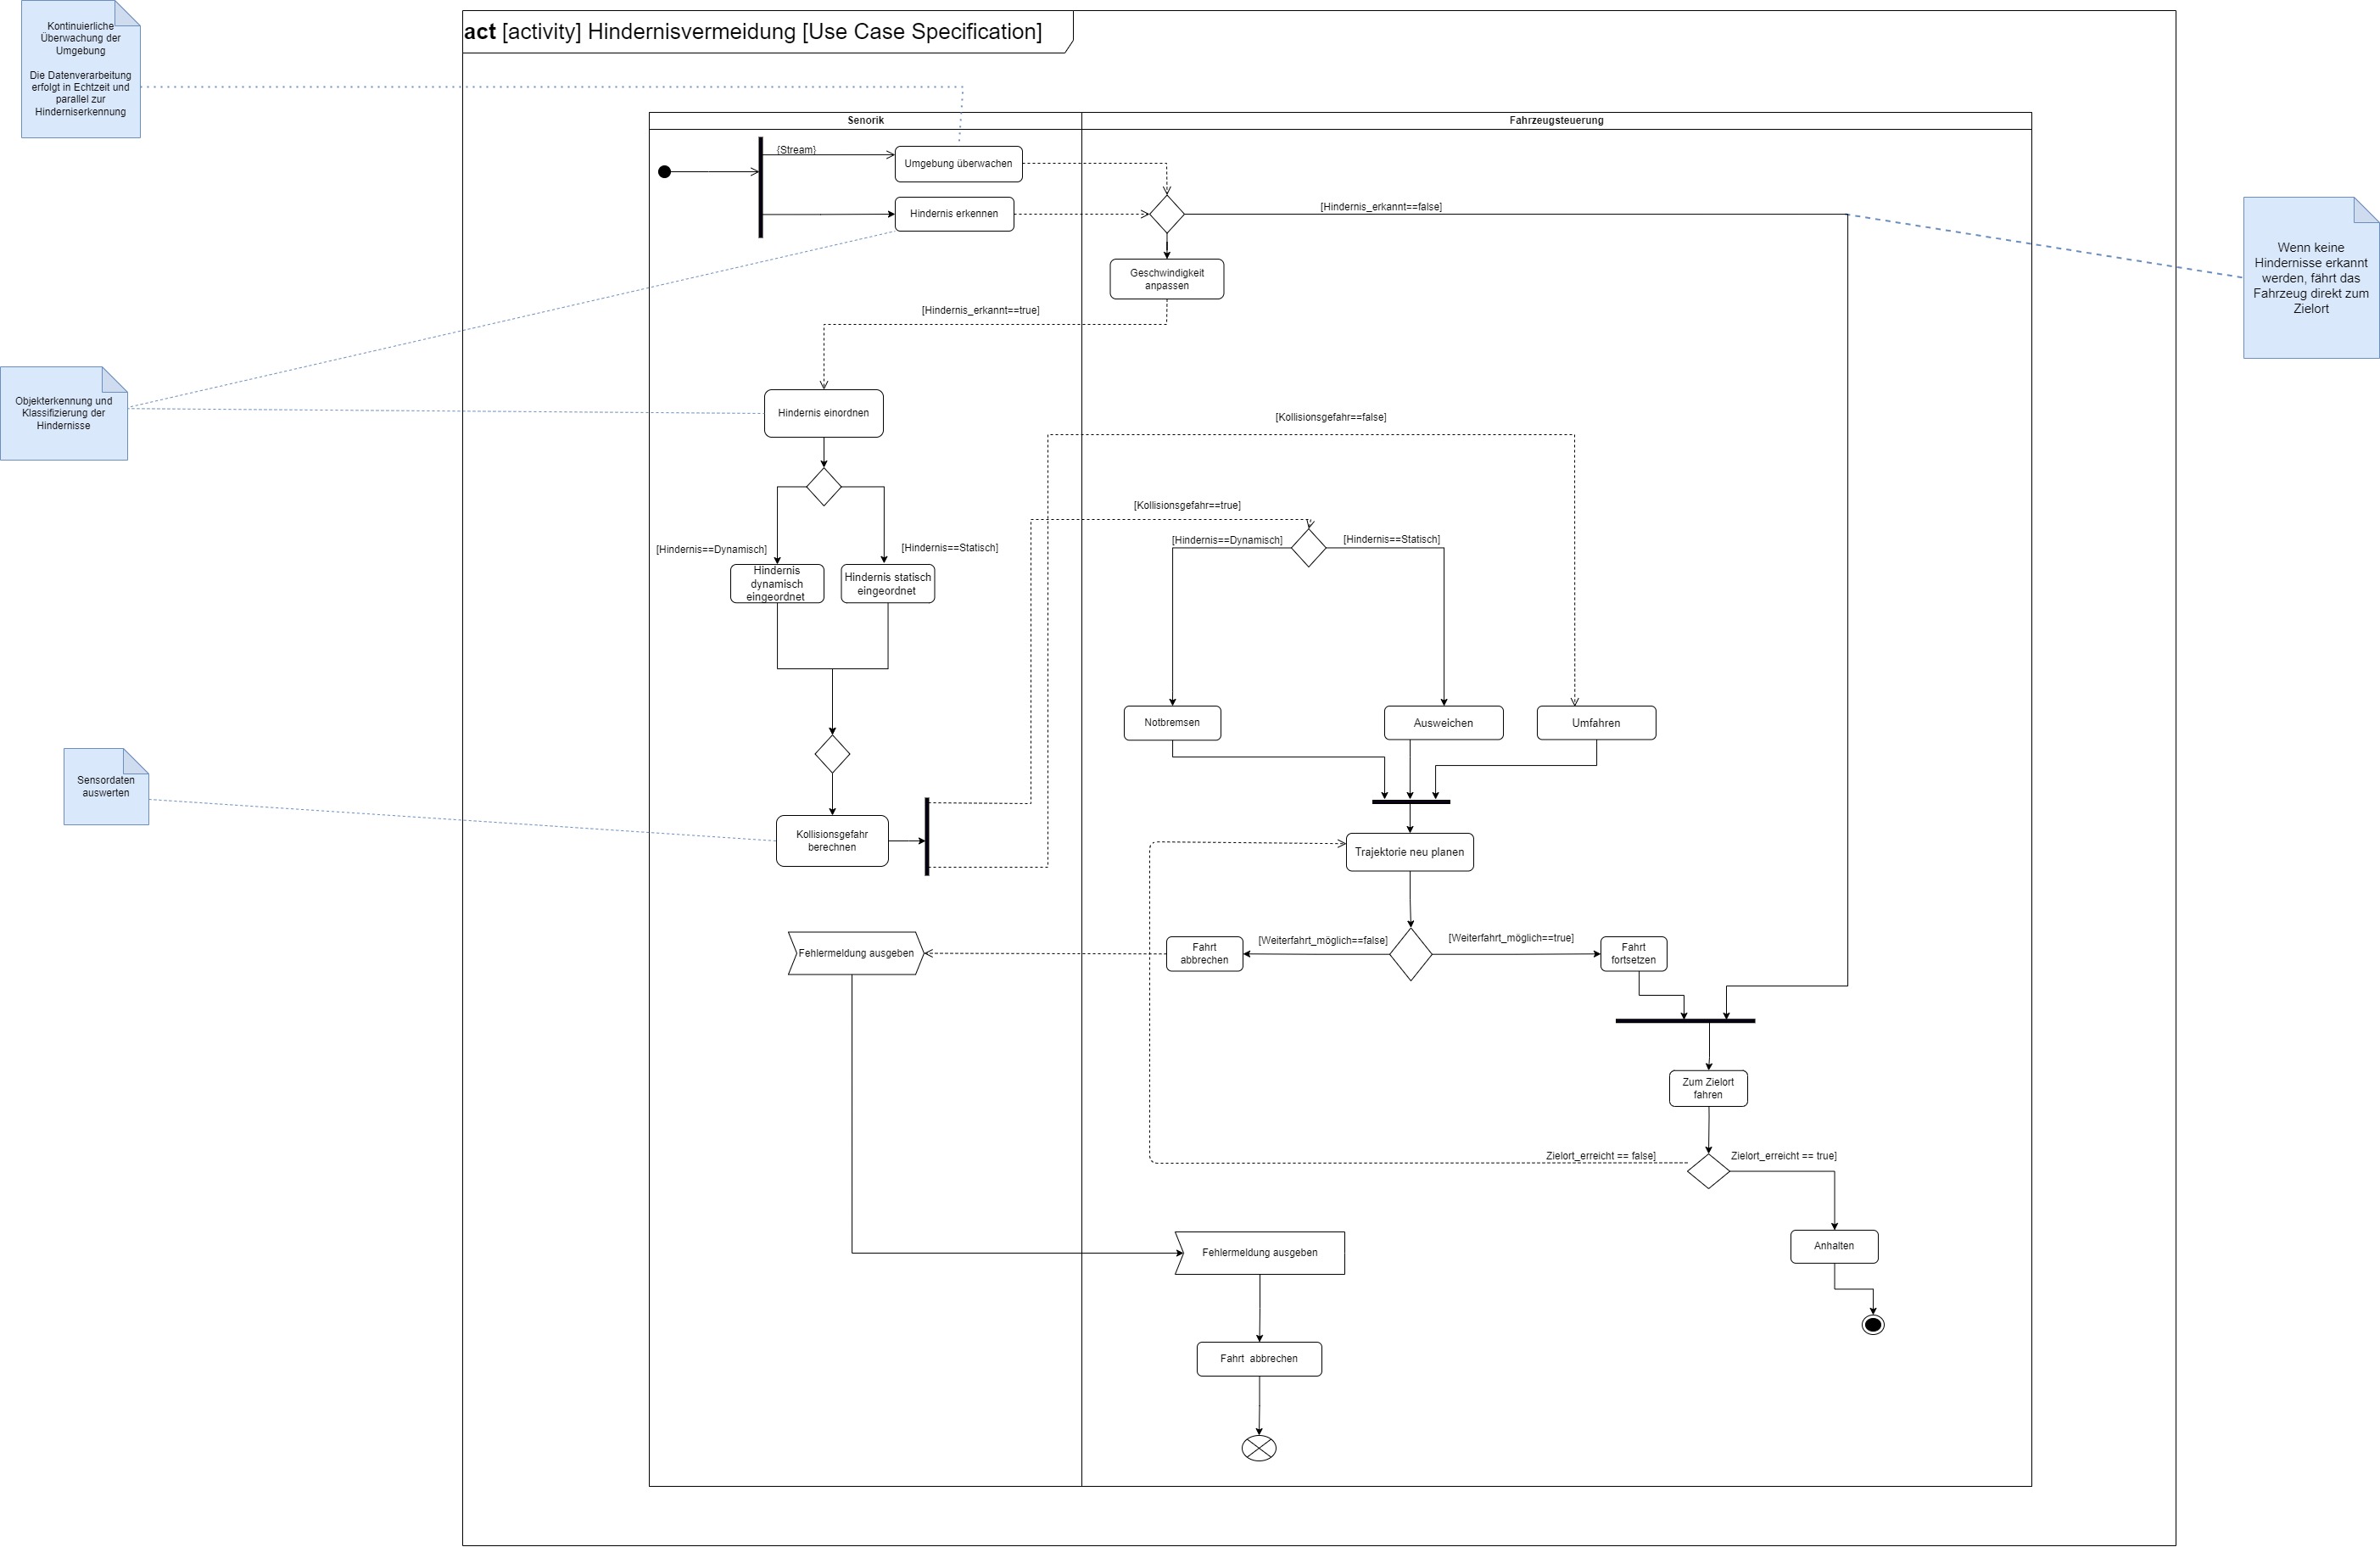 act [activity] Hindernisvermeidung [Use Case Specification]
Kontinuierliche
Überwachung der
Umgebung
Die Datenverarbeitung
erfolgt in Echtzeit und
parallel zur
Hinderniserkennung
Senorik
Fahrzeugsteuerung
{Stream}
Umgebung überwachen
Hindernis erkennen
[Hindernis_erkannt==false]
Wenn keine
Hindernisse erkannt
werden, fährt das
Fahrzeug direkt zum
Zielort
Geschwindigkeit
anpassen
[Hindernis_erkannt==true]
Objekterkennung und
Klassifizierung der
Hindernisse
Hindernis einordnen
[Kollisionsgefahr==false]
[Kollisionsgefahr==true]
[Hindernis==Dynamisch]
[Hindernis==Statisch]
[Hindernis==Dynamisch]
[Hindernis==Statisch]
Hindernis
dynamisch
eingeordnet
Hindernis statisch
eingeordnet
Notbremsen
Ausweichen
Umfahren
Sensordaten
auswerten
Kollisionsgefahr
berechnen
Trajektorie neu planen
Fehlermeldung ausgeben
Fahrt
abbrechen
[Weiterfahrt_möglich==false]
[Weiterfahrt_möglich==true]
Fahrt
fortsetzen
Zum Zielort
fahren
Zielort_erreicht == false]
Zielort_erreicht == true]
Anhalten
Fehlermeldung ausgeben
Fahrt  abbrechen